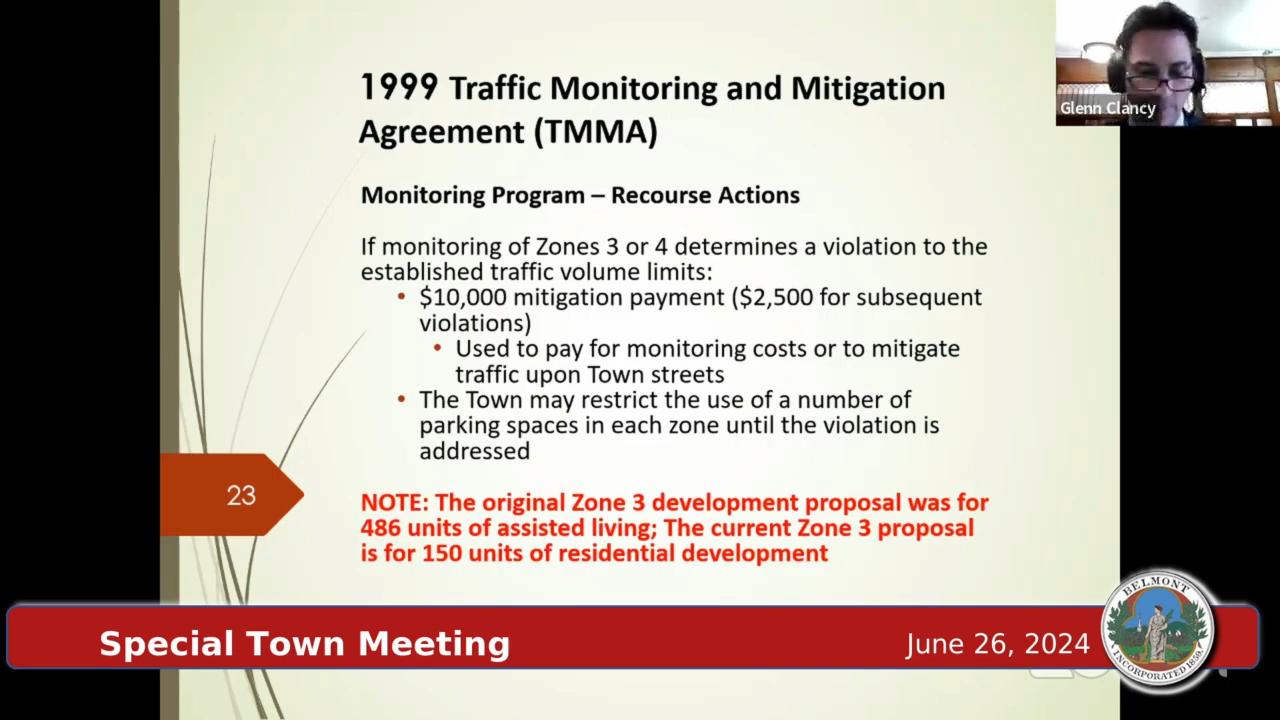 1999 Traffic Monitoring and Mitigation
Agreement (TMMA)
Glenn Clancy
Monitoring Program – Recourse Actions
If monitoring of Zones 3 or 4 determines a violation to the
established traffic volume limits:
• $10,000 mitigation payment ($2,500 for subsequent
violations)
• Used to pay for monitoring costs or to mitigate
traffic upon Town streets
• The Town may restrict the use of a number of
parking spaces in each zone until the violation is
addressed
23
NOTE: The original Zone 3 development proposal was for
486 units of assisted living; The current Zone 3 proposal
is for 150 units of residential development
Special Town Meeting
June 26, 2024
BELMONT
INCORPORATED 1859